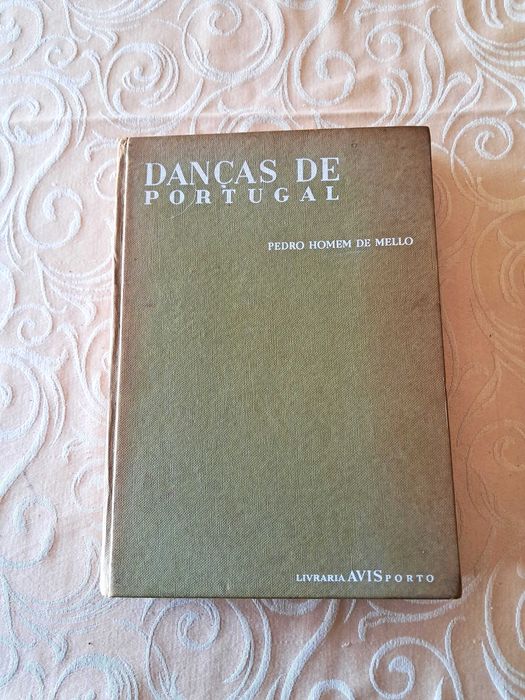 DANÇAS DE
PORTUGAL
PEDRO HOMEM DE MELLO
LIVRARIA AVIS PORTO